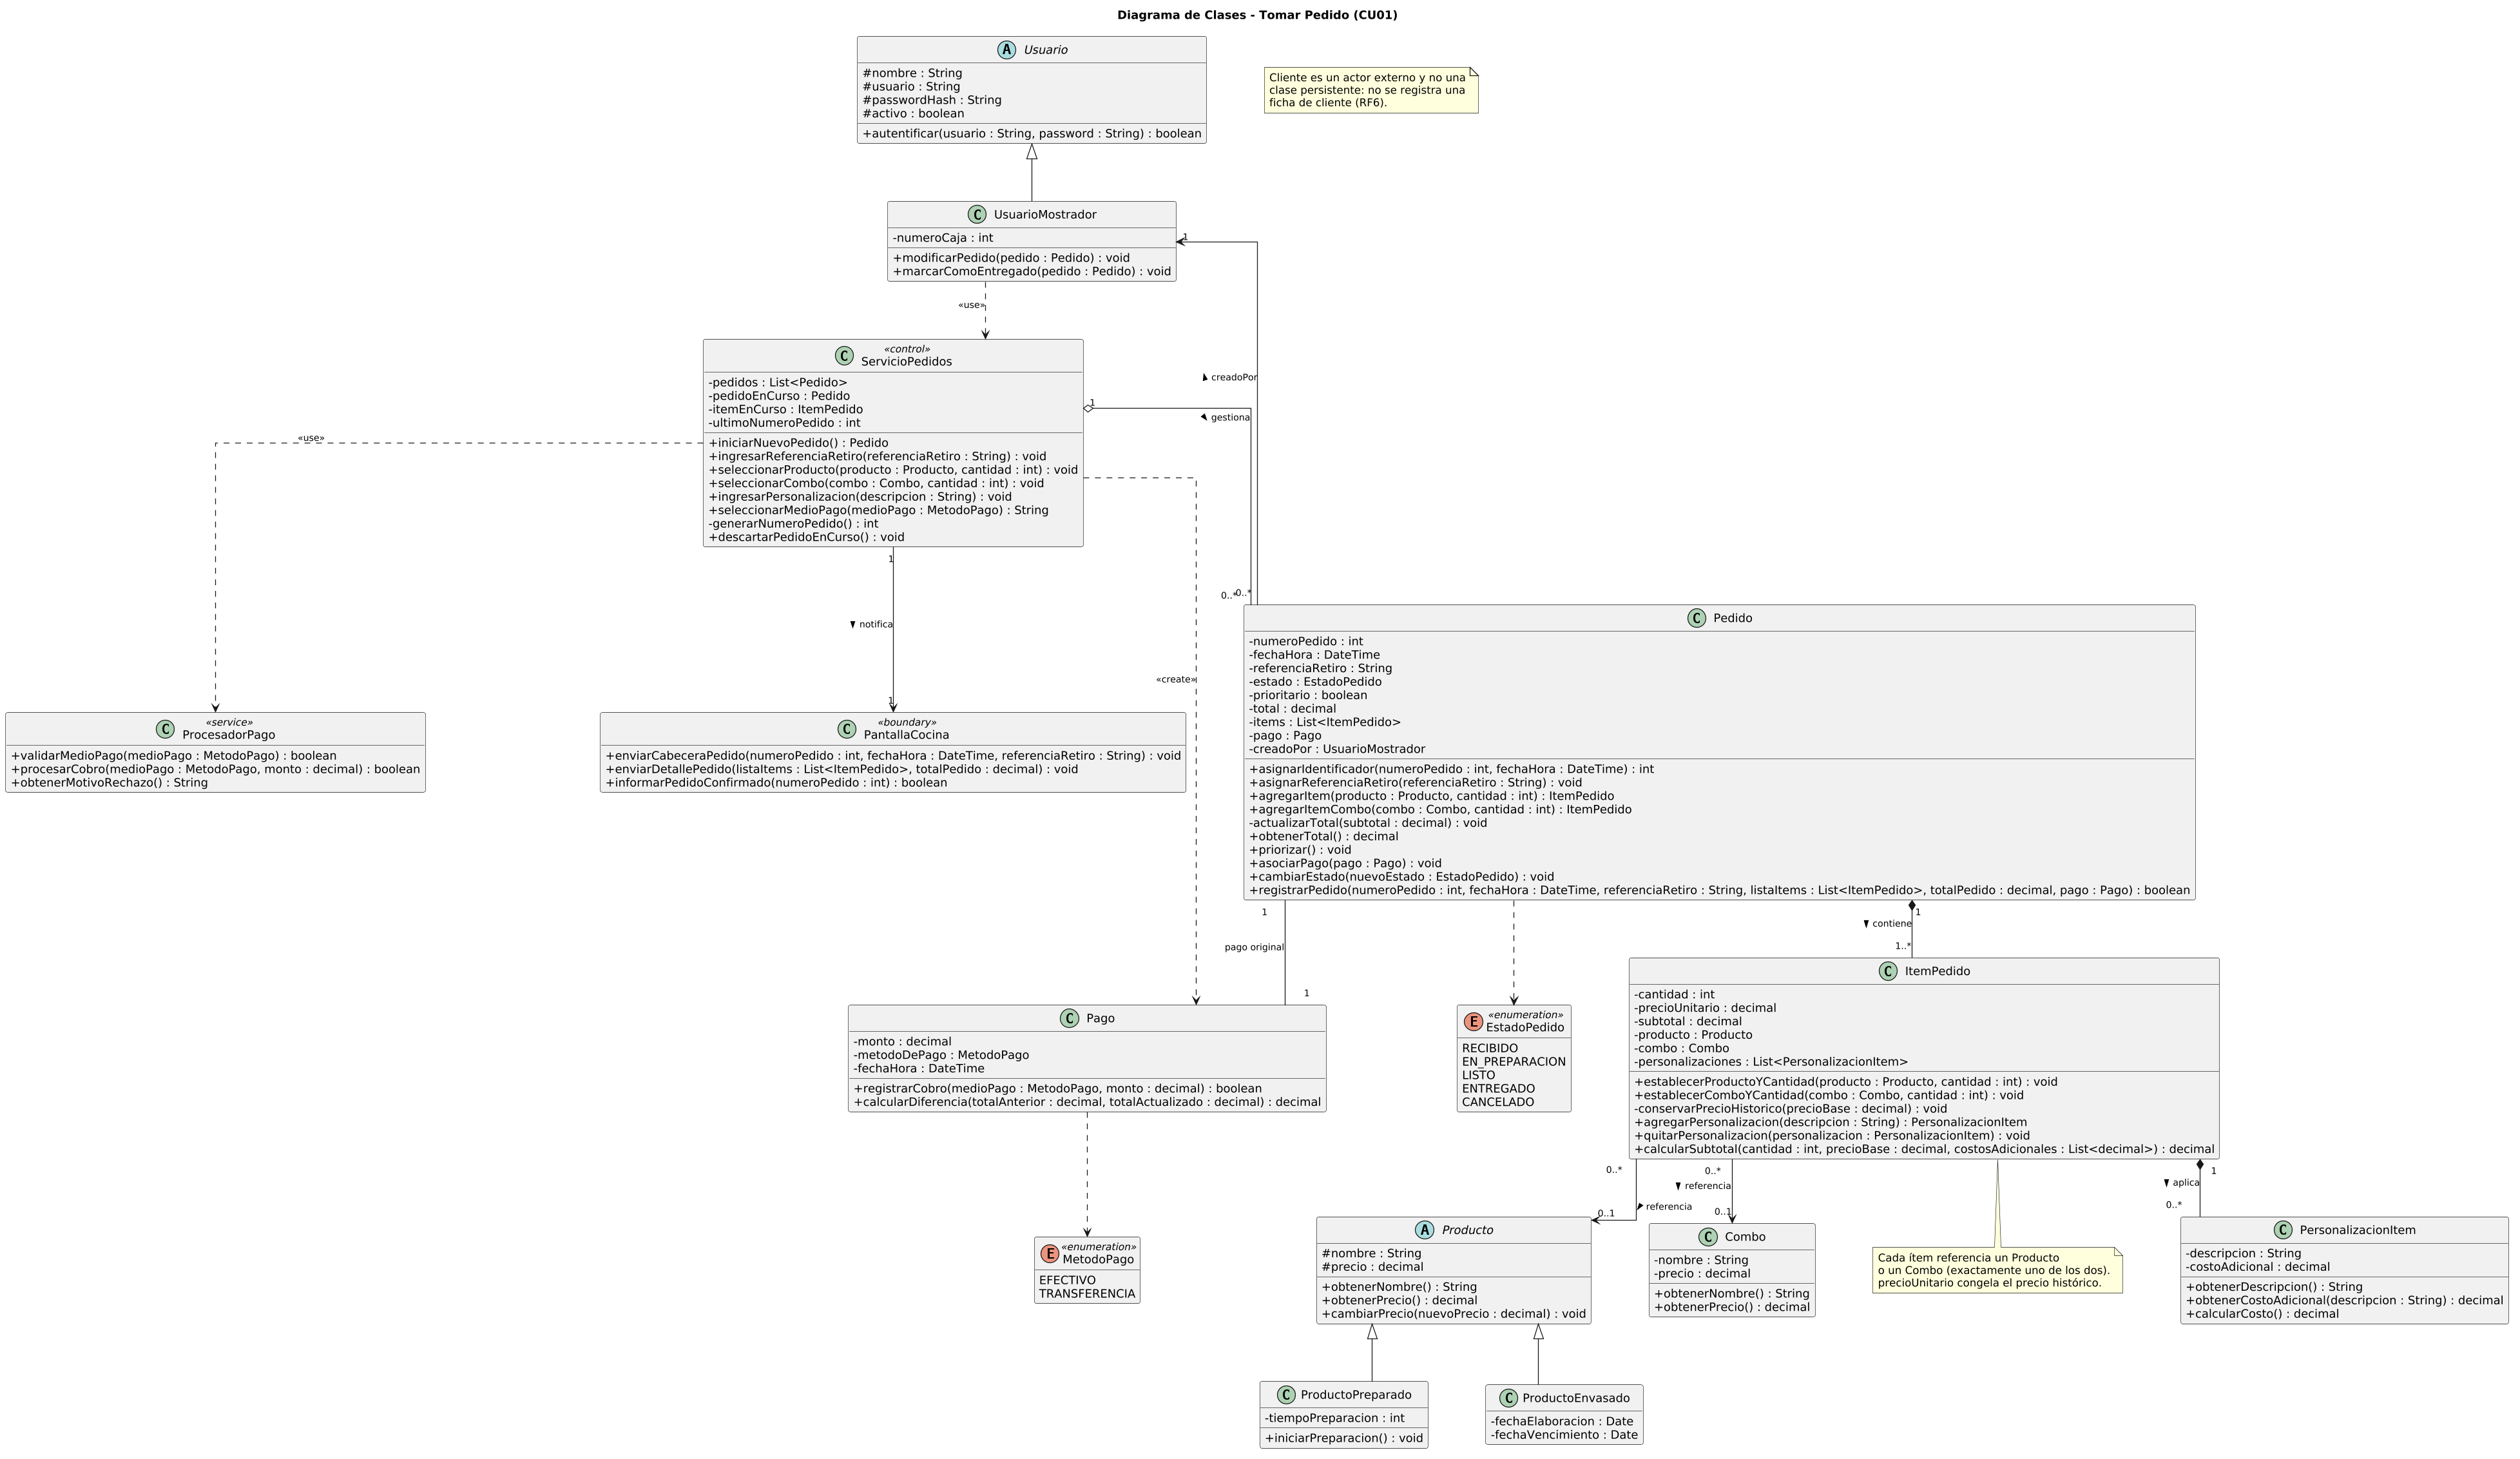 Diagrama de Clases - Tomar Pedido (CU01)
A Usuario
#nombre : String
#usuario : String
#passwordHash : String
#activo : boolean
+autentificar(usuario : String, password : String) : boolean
Cliente es un actor externo y no una
clase persistente: no se registra una
ficha de cliente (RF6).
C UsuarioMostrador
-numeroCaja : int
+modificarPedido(pedido : Pedido) : void
+marcarComoEntregado(pedido : Pedido) : void
1
«use»
creadoPor
C «control»
ServicioPedidos
-pedidos : List<Pedido>
-pedidoEnCurso : Pedido
-itemEnCurso : ItemPedido
-ultimoNumeroPedido : int
+iniciarNuevoPedido() : Pedido
+ingresarReferenciaRetiro(referenciaRetiro : String) : void
+seleccionarProducto(producto : Producto, cantidad : int) : void
+seleccionarCombo(combo : Combo, cantidad : int) : void
+ingresarPersonalizacion(descripcion : String) : void
+seleccionarMedioPago(medioPago : MetodoPago) : String
-generarNumeroPedido() : int
+descartarPedidoEnCurso() : void
1
gestiona
«use»
1
notifica
1
0..*
0..*
«create»
C «service»
ProcesadorPago
+validarMedioPago(medioPago : MetodoPago) : boolean
+procesarCobro(medioPago : MetodoPago, monto : decimal) : boolean
+obtenerMotivoRechazo() : String
C «boundary»
PantallaCocina
+enviarCabeceraPedido(numeroPedido : int, fechaHora : DateTime, referenciaRetiro : String) : void
+enviarDetallePedido(listaItems : List<ItemPedido>, totalPedido : decimal) : void
+informarPedidoConfirmado(numeroPedido : int) : boolean
C Pedido
-numeroPedido : int
-fechaHora : DateTime
-referenciaRetiro : String
-estado : EstadoPedido
-prioritario : boolean
-total : decimal
-items : List<ItemPedido>
-pago : Pago
-creadoPor : UsuarioMostrador
+asignarIdentificador(numeroPedido : int, fechaHora : DateTime) : int
+asignarReferenciaRetiro(referenciaRetiro : String) : void
+agregarItem(producto : Producto, cantidad : int) : ItemPedido
+agregarItemCombo(combo : Combo, cantidad : int) : ItemPedido
-actualizarTotal(subtotal : decimal) : void
+obtenerTotal() : decimal
+priorizar() : void
+asociarPago(pago : Pago) : void
+cambiarEstado(nuevoEstado : EstadoPedido) : void
+registrarPedido(numeroPedido : int, fechaHora : DateTime, referenciaRetiro : String, listaItems : List<ItemPedido>, totalPedido : decimal, pago : Pago) : boolean
1
pago original
1
1
contiene
1..*
C Pago
-monto : decimal
-metodoDePago : MetodoPago
-fechaHora : DateTime
+registrarCobro(medioPago : MetodoPago, monto : decimal) : boolean
+calcularDiferencia(totalAnterior : decimal, totalActualizado : decimal) : decimal
E «enumeration»
EstadoPedido
RECIBIDO
EN_PREPARACION
LISTO
ENTREGADO
CANCELADO
C ItemPedido
-cantidad : int
-precioUnitario : decimal
-subtotal : decimal
-producto : Producto
-combo : Combo
-personalizaciones : List<PersonalizacionItem>
+establecerProductoYCantidad(producto : Producto, cantidad : int) : void
+establecerComboYCantidad(combo : Combo, cantidad : int) : void
-conservarPrecioHistorico(precioBase : decimal) : void
+agregarPersonalizacion(descripcion : String) : PersonalizacionItem
+quitarPersonalizacion(personalizacion : PersonalizacionItem) : void
+calcularSubtotal(cantidad : int, precioBase : decimal, costosAdicionales : List<decimal>) : decimal
0..*
referencia
0..1
0..*
referencia
0..1
1
aplica
0..*
E «enumeration»
MetodoPago
EFECTIVO
TRANSFERENCIA
A Producto
#nombre : String
#precio : decimal
+obtenerNombre() : String
+obtenerPrecio() : decimal
+cambiarPrecio(nuevoPrecio : decimal) : void
C Combo
-nombre : String
-precio : decimal
+obtenerNombre() : String
+obtenerPrecio() : decimal
Cada ítem referencia un Producto
o un Combo (exactamente uno de los dos).
precioUnitario congela el precio histórico.
C PersonalizacionItem
-descripcion : String
-costoAdicional : decimal
+obtenerDescripcion() : String
+obtenerCostoAdicional(descripcion : String) : decimal
+calcularCosto() : decimal
C ProductoPreparado
-tiempoPreparacion : int
+iniciarPreparacion() : void
C ProductoEnvasado
-fechaElaboracion : Date
-fechaVencimiento : Date